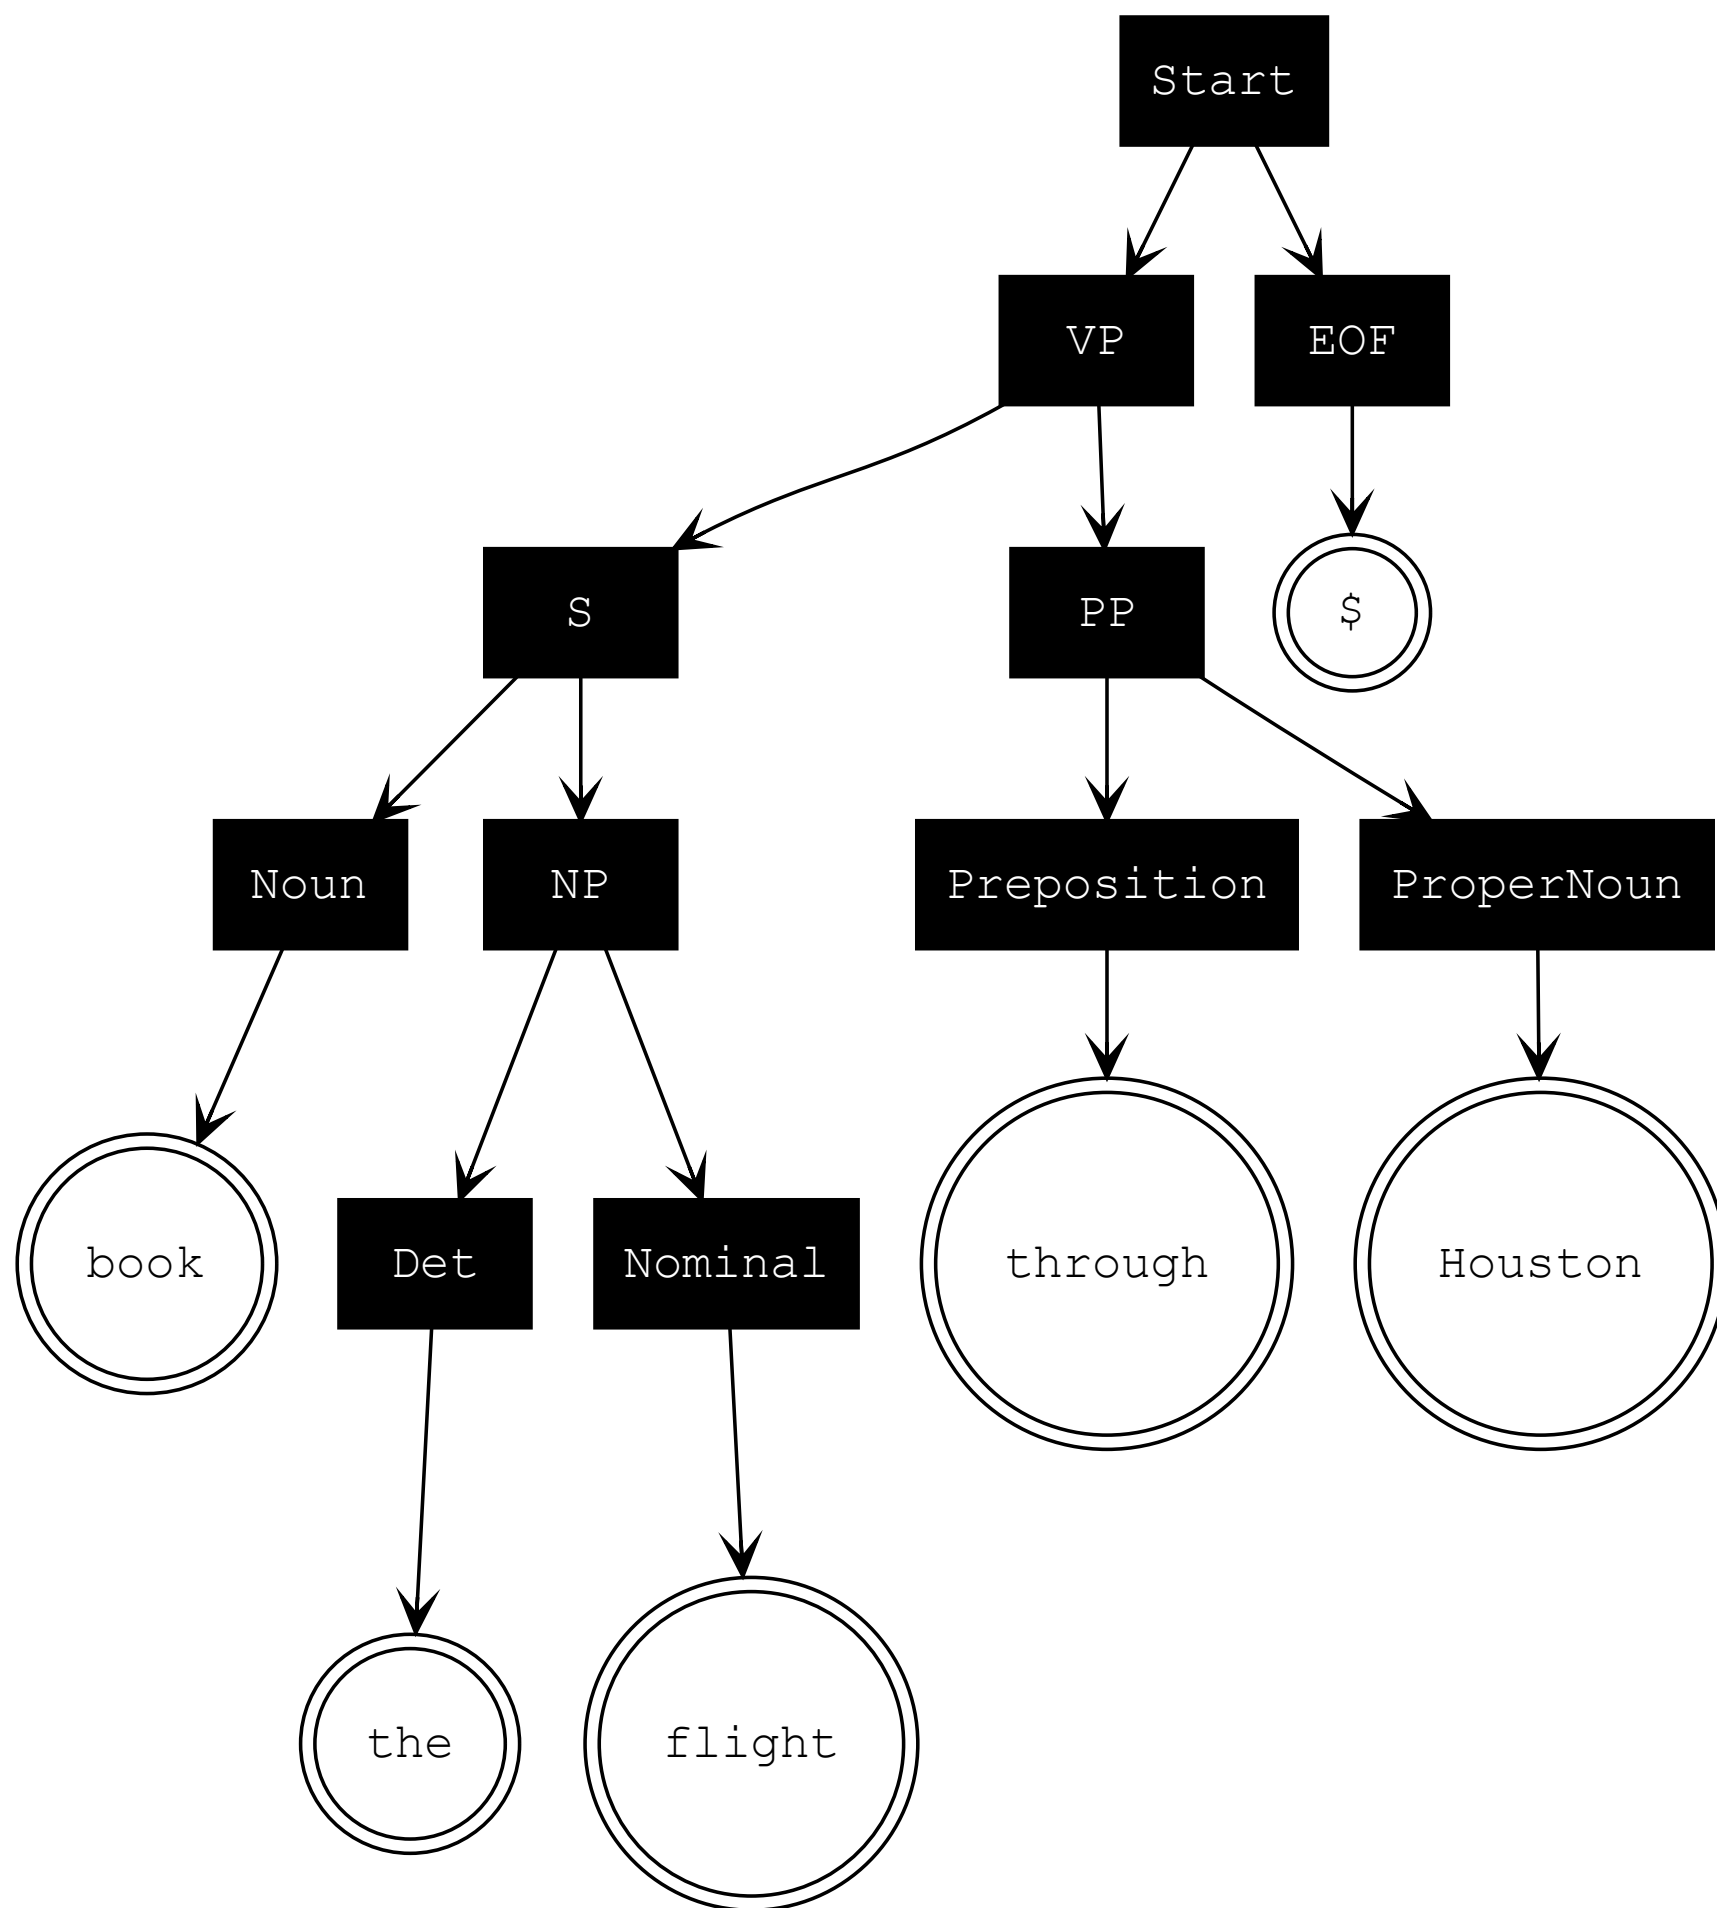 Start
VP EOF
S PP $
Noun NP Preposition ProperNoun
book Det Nominal through Houston
the flight